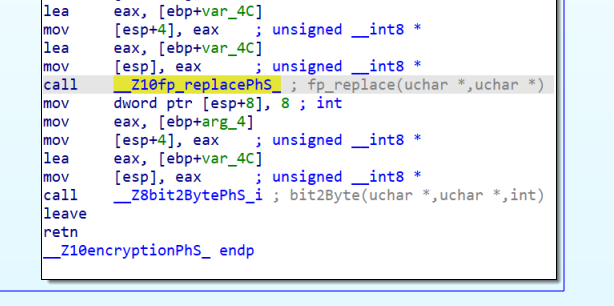 lea eax, [ebp+var_4C]
mov [esp+4], eax ; unsigned __int8 *
lea eax, [ebp+var_4C]
mov [esp], eax ; unsigned __int8 *
call __Z10fp_replacePhS_ ; fp_replace(uchar *,uchar *)
mov dword ptr [esp+8], 8 ; int
mov eax, [ebp+arg_4]
mov [esp+4], eax ; unsigned __int8 *
lea eax, [ebp+var_4C]
mov [esp], eax ; unsigned __int8 *
call __Z8bit2BytePhS_i ; bit2Byte(uchar *,uchar *,int)
leave
retn
__Z10encryptionPhS_ endp